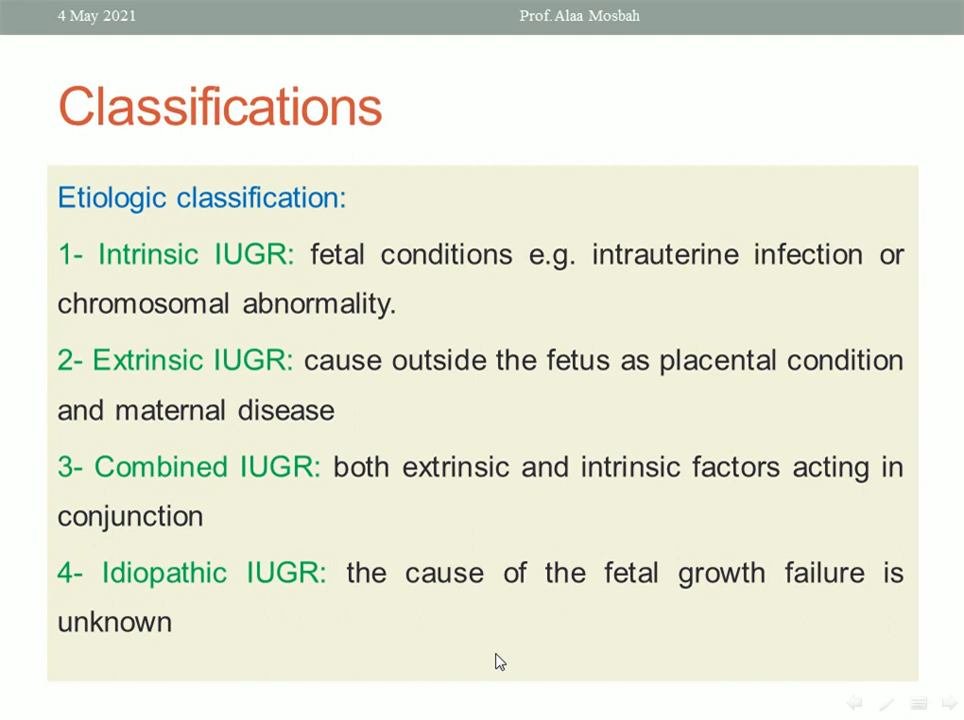 4 May 2021 Prof.Alaa Mosbah
Classifications
Etiologic classification:
1- Intrinsic IUGR: fetal conditions e.g. intrauterine infection or
chromosomal abnormality.
2- Extrinsic IUGR: cause outside the fetus as placental condition
and maternal disease
3- Combined IUGR: both extrinsic and intrinsic factors acting in
conjunction
4- Idiopathic IUGR: the cause of the fetal growth failure is
unknown